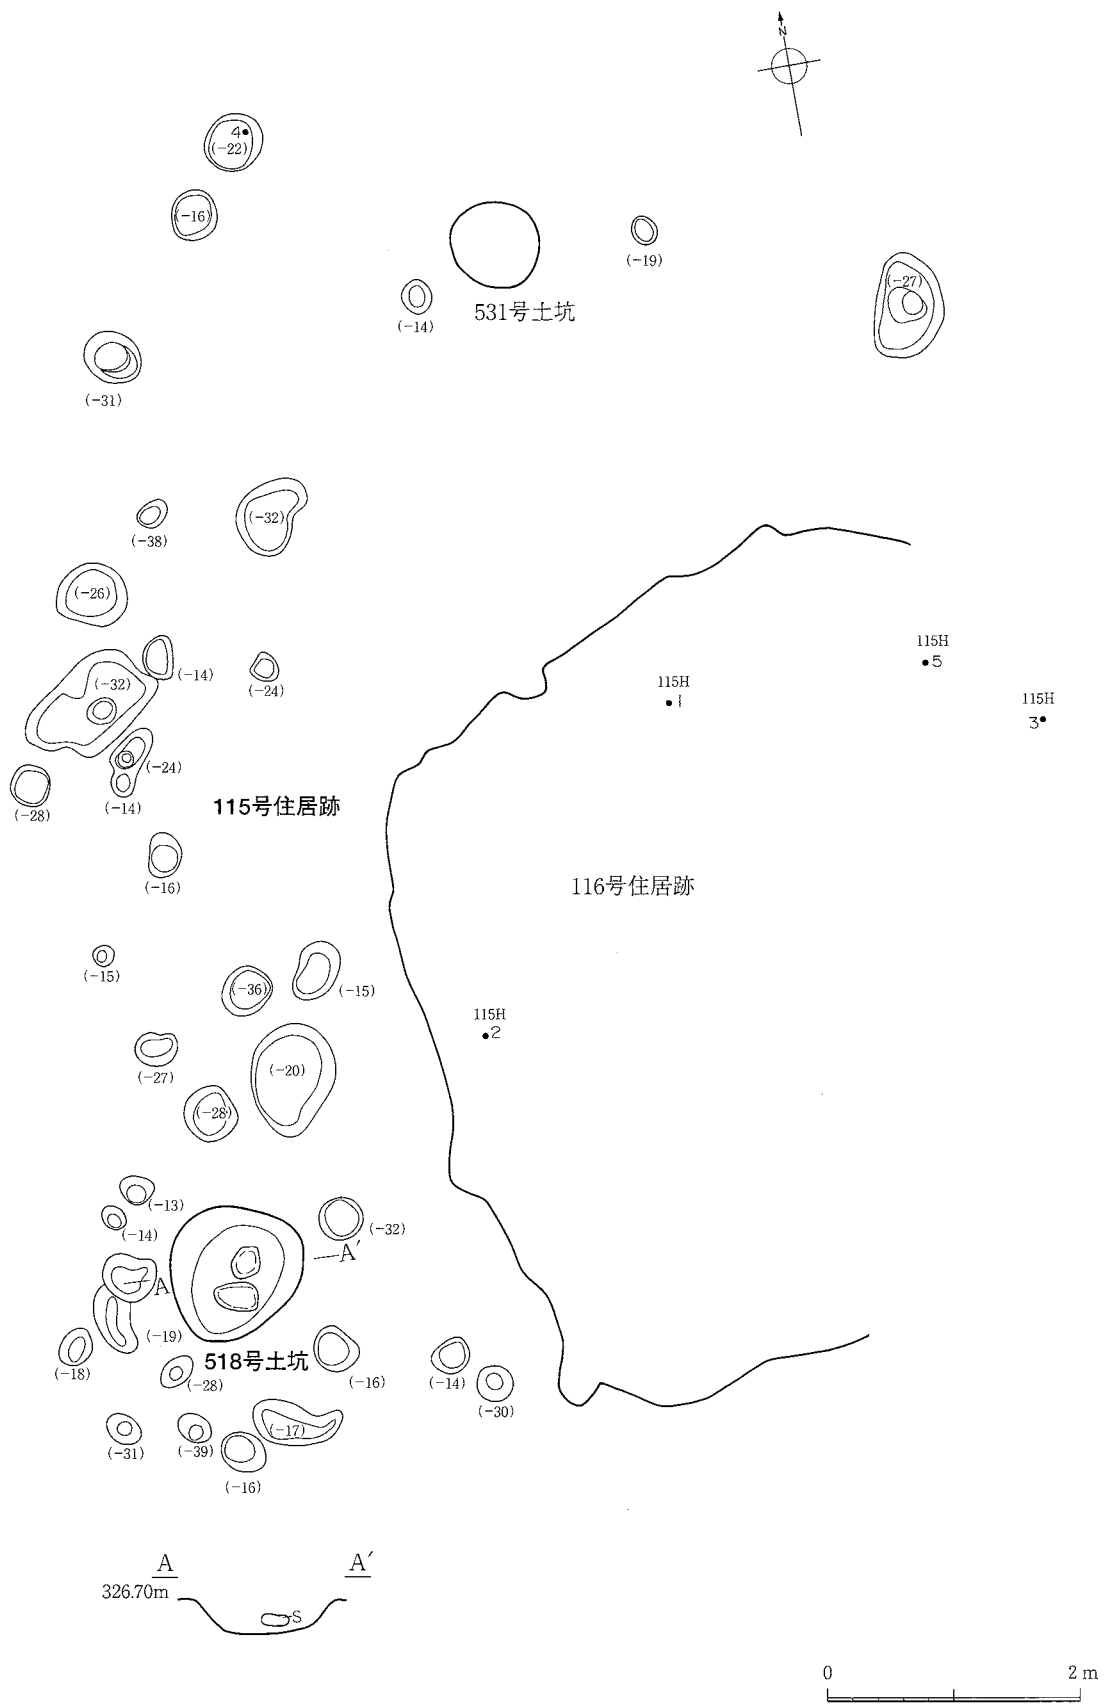 N
4
(-22)
(-16)
(-19)
(-27)
(-14)
531号土坑
(-31)
(-32)
(-38)
(-26)
115H
5
(-14)
(-32)
(-24)
115H
1
115H
3
(-24)
(-14)
(-28)
115号住居跡
(-16)
116号住居跡
(-15)
(-36)
(-15)
115H
2
(-27)
(-20)
(-28)
(-13)
(-14)
(-32)
A
A′
(-19)
518号土坑
(-18)
(-28)
(-16)
(-14)
(-30)
(-31)
(-39)
(-17)
(-16)
A A′
326.70m
S
0 2 m